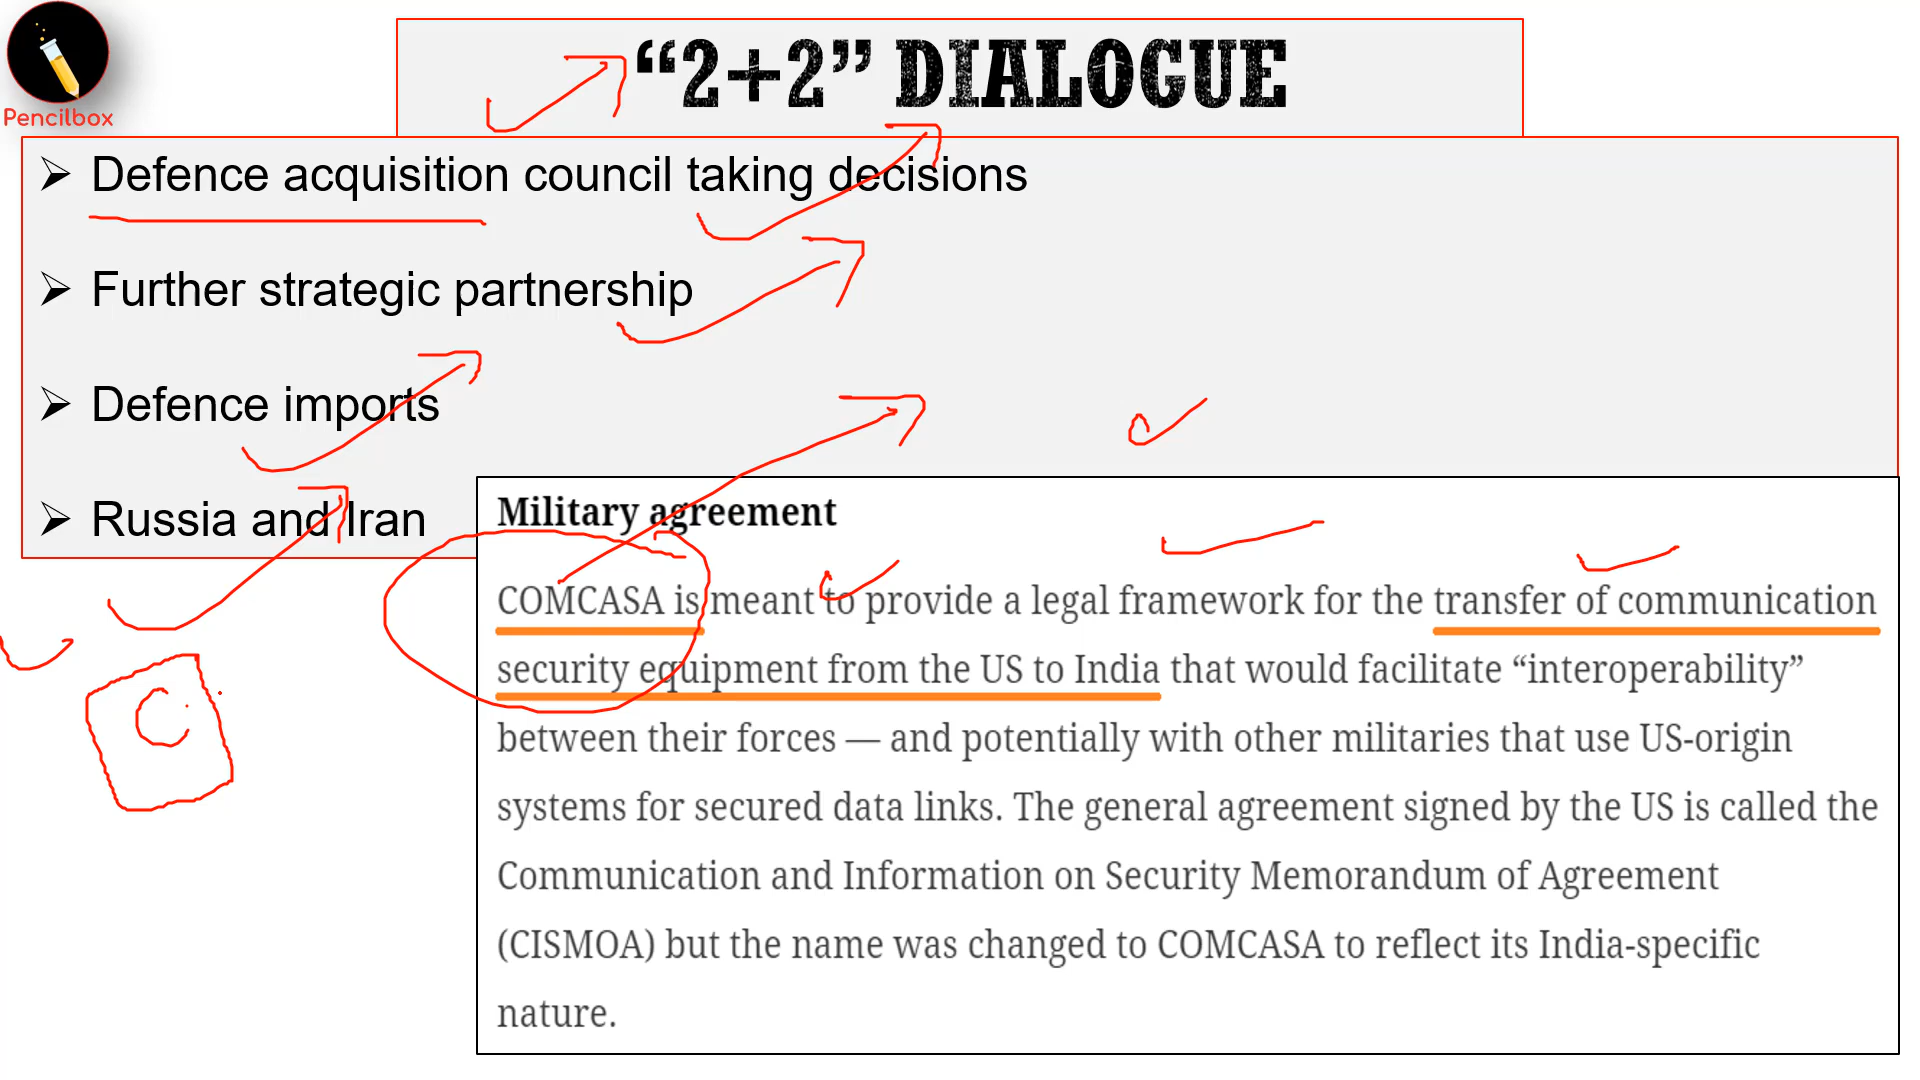 Pencilbox
“2+2” DIALOGUE
➢ Defence acquisition council taking decisions
➢ Further strategic partnership
➢ Defence imports
➢ Russia and Iran
Military agreement
COMCASA is meant to provide a legal framework for the transfer of communication
security equipment from the US to India that would facilitate “interoperability”
between their forces — and potentially with other militaries that use US-origin
systems for secured data links. The general agreement signed by the US is called the
Communication and Information on Security Memorandum of Agreement
(CISMOA) but the name was changed to COMCASA to reflect its India-specific
nature.
C